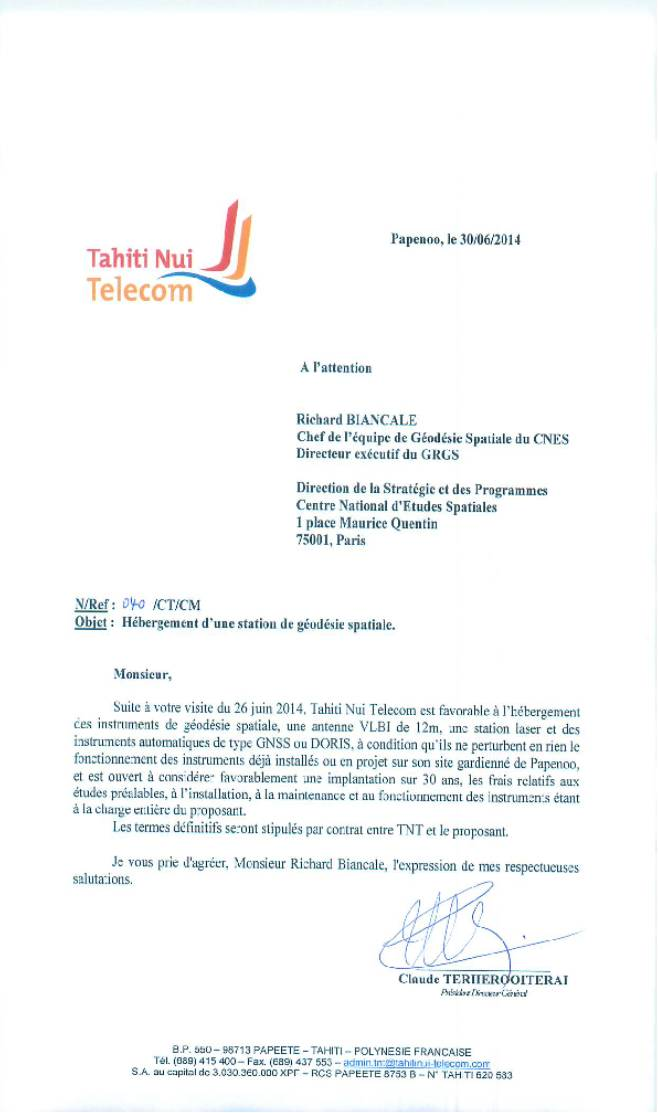 Tahiti Nui
Telecom
Papenoo, le 30/06/2014
A l'attention
Richard BIANCALE
Chef de l'équipe de Géodésie Spatiale du CNES
Directeur exécutif du GRGS
Direction de la Stratégie et des Programmes
Centre National d'Etudes Spatiales
1 place Maurice Quentin
75001, Paris
N/Ref : 040 /CT/CM
Objet : Hébergement d'une station de géodésie spatiale.
Monsieur,
Suite à votre visite du 26 juin 2014, Tahiti Nui Telecom est favorable à l'hébergement
des instruments de géodésie spatiale, une antenne VLBI de 12m, une station laser et des
instruments automatiques de type GNSS ou DORIS, à condition qu'ils ne perturbent en rien le
fonctionnement des instruments déjà installés ou en projet sur son site gardienné de Papenoo,
et est ouvert à considérer favorablement une implantation sur 30 ans, les frais relatifs aux
études préalables, à l'installation, à la maintenance et au fonctionnement des instruments étant
à la charge entière du proposant.
Les termes définitifs seront stipulés par contrat entre TNT et le proposant.
Je vous prie d'agréer, Monsieur Richard Biancale, l'expression de mes respectueuses
salutations.
Claude TERIIEROOITERAI
Président Directeur Général
B.P. 550 – 98713 PAPEETE – TAHITI – POLYNESIE FRANCAISE
Tél. (689) 415 400 – Fax. (689) 437 553 – admin.tnt@tahitinui-telecom.com
S.A. au capital de 3.030.360.000 XPF – RCS PAPEETE 8753 B – N° TAHITI 620 583